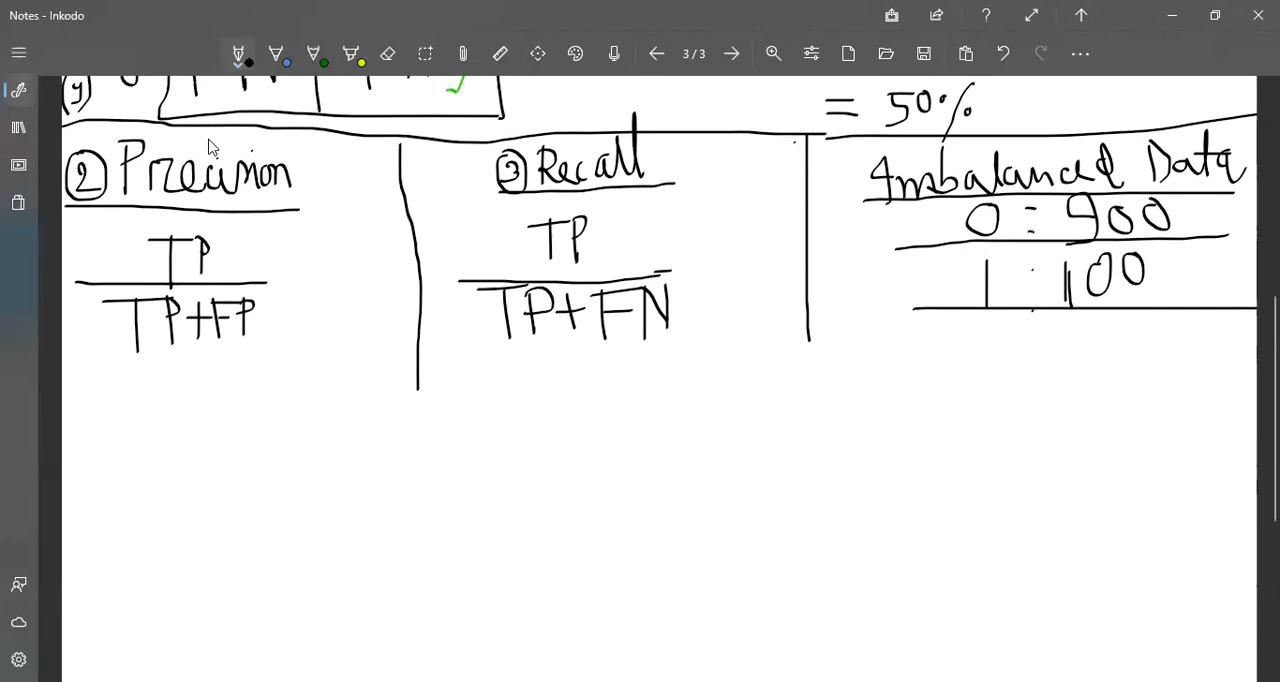 Notes - Inkodo
3/3
(y) 0
= 50%
② Precision
TP
TP+FP
③ Recall
TP
TP+FN
Imbalanced Data
0 : 900
1 : 100